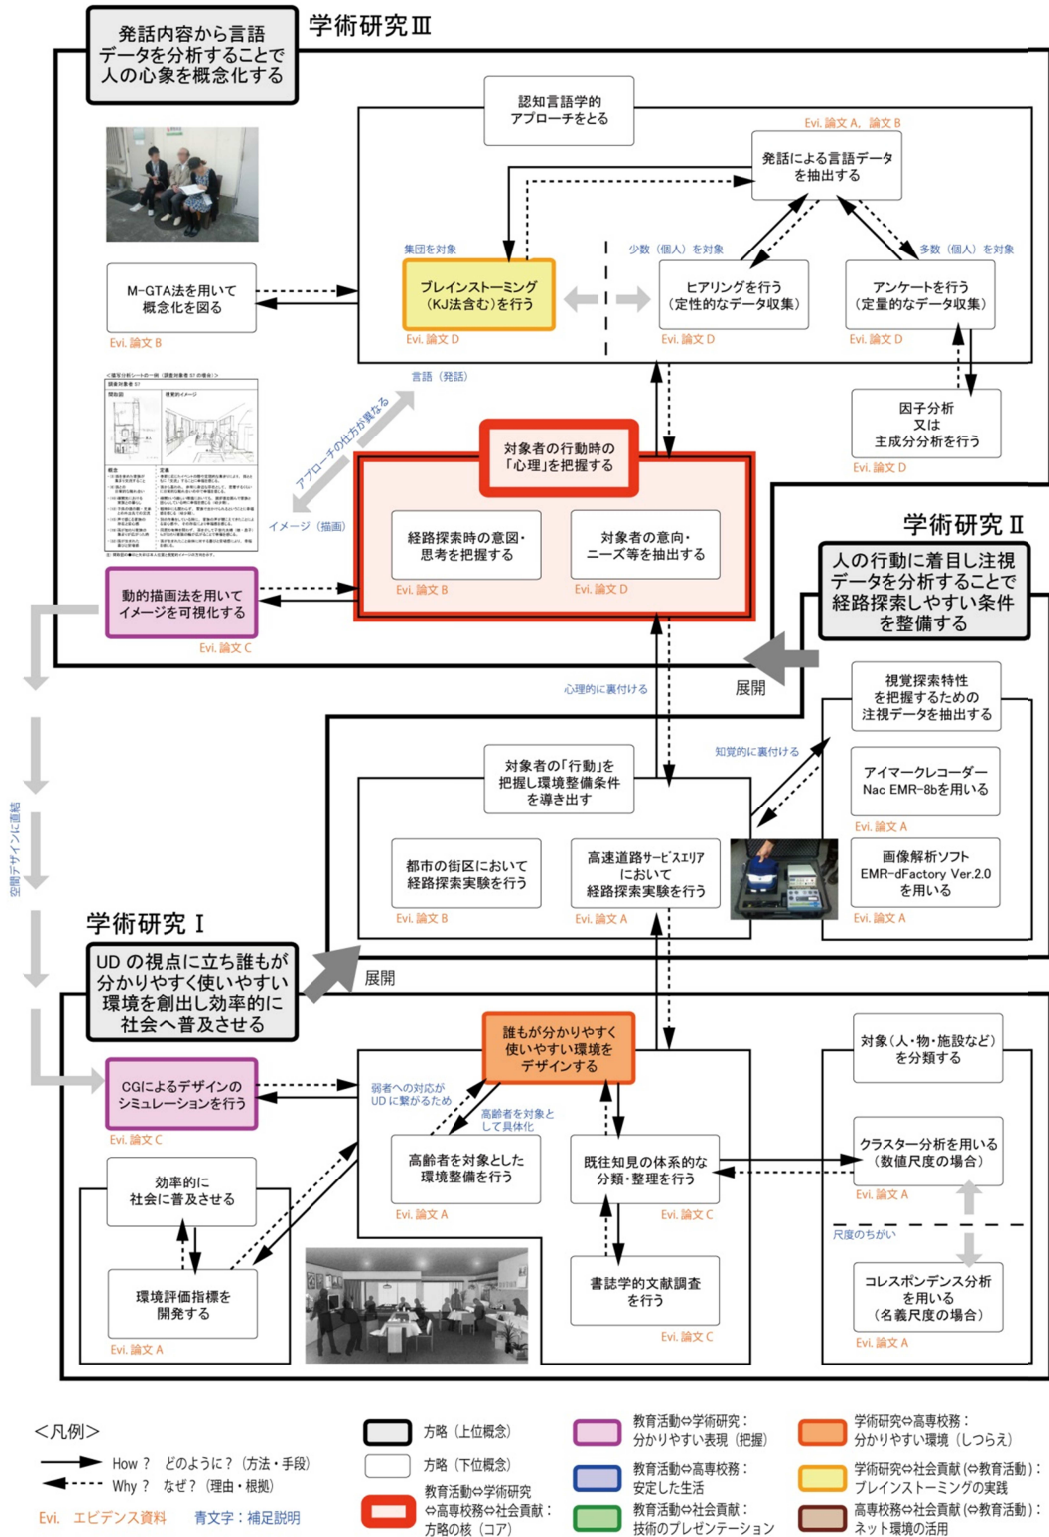 学術研究Ⅲ
発話内容から言語
データを分析することで
人の心象を概念化する
認知言語学的
アプローチをとる
Evi. 論文 A， 論文 B
発話による言語データ
を抽出する
集団を対象
少数（個人）を対象
多数（個人）を対象
ブレインストーミング
（KJ法含む）を行う
Evi. 論文 D
ヒアリングを行う
（定性的なデータ収集）
Evi. 論文 D
アンケートを行う
（定量的なデータ収集）
Evi. 論文 D
M-GTA法を用いて
概念化を図る
Evi. 論文 B
因子分析
又は
主成分分析を行う
Evi. 論文 D
言語（発話）
アプローチの仕方が異なる
イメージ（描画）
対象者の行動時の
「心理」を把握する
経路探索時の意図・
思考を把握する
Evi. 論文 B
対象者の意向・
ニーズ等を抽出する
Evi. 論文 D
動的描画法を用いて
イメージを可視化する
Evi. 論文 C
学術研究Ⅱ
人の行動に着目し注視
データを分析することで
経路探索しやすい条件
を整備する
展開
心理的に裏付ける
視覚探索特性
を把握するための
注視データを抽出する
知覚的に裏付ける
対象者の「行動」を
把握し環境整備条件
を導き出す
アイマークレコーダー
Nac EMR-8bを用いる
Evi. 論文 A
都市の街区において
経路探索実験を行う
Evi. 論文 B
高速道路サービスエリア
において
経路探索実験を行う
Evi. 論文 A
画像解析ソフト
EMR-dFactory Ver.2.0
を用いる
Evi. 論文 A
空間デザインに直結
学術研究Ⅰ
UD の視点に立ち誰もが
分かりやすく使いやすい
環境を創出し効率的に
社会へ普及させる
展開
誰もが分かりやすく
使いやすい環境を
デザインする
対象（人・物・施設など）
を分類する
CGによるデザインの
シミュレーションを行う
Evi. 論文 C
弱者への対応が
UD に繋がるため
高齢者を対象と
して具体化
高齢者を対象とした
環境整備を行う
Evi. 論文 A
既往知見の体系的な
分類・整理を行う
Evi. 論文 C
クラスター分析を用いる
（数値尺度の場合）
Evi. 論文 A
効率的に
社会に普及させる
尺度のちがい
環境評価指標を
開発する
Evi. 論文 A
書誌学的文献調査
を行う
Evi. 論文 C
コレスポンデンス分析
を用いる
（名義尺度の場合）
Evi. 論文 A
＜凡例＞
How ？ どのように？（方法・手段）
Why ？ なぜ？（理由・根拠）
Evi. エビデンス資料 青文字：補足説明
方略（上位概念）
方略（下位概念）
教育活動⇔学術研究
⇔高専校務⇔社会貢献：
方略の核（コア）
教育活動⇔学術研究：
分かりやすい表現（把握）
教育活動⇔高専校務：
安定した生活
教育活動⇔社会貢献：
技術のプレゼンテーション
学術研究⇔高専校務：
分かりやすい環境（しつらえ）
学術研究⇔社会貢献（⇔教育活動）：
ブレインストーミングの実践
高専校務⇔社会貢献（⇔教育活動）：
ネット環境の活用